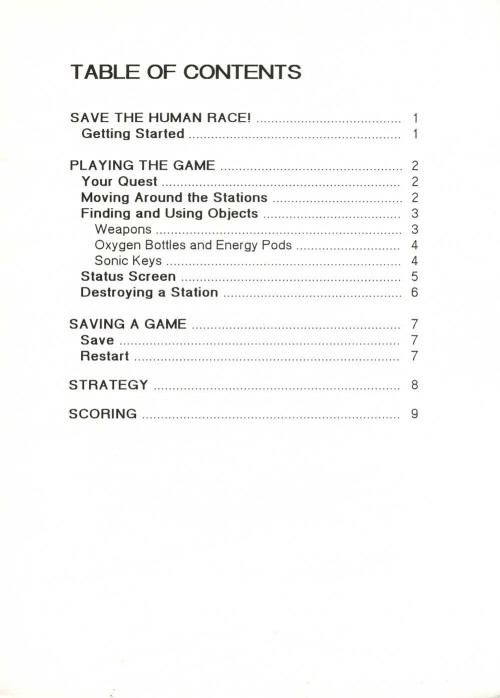 TABLE OF CONTENTS
SAVE THE HUMAN RACE! ........................................ 1
Getting Started ........................................................... 1
PLAYING THE GAME .................................................. 2
Your Quest .................................................................. 2
Moving Around the Stations .................................... 2
Finding and Using Objects ...................................... 3
Weapons .................................................................... 3
Oxygen Bottles and Energy Pods ............................. 4
Sonic Keys ................................................................. 4
Status Screen ............................................................. 5
Destroying a Station ................................................. 6
SAVING A GAME .......................................................... 7
Save ............................................................................. 7
Restart ......................................................................... 7
STRATEGY .................................................................... 8
SCORING ....................................................................... 9